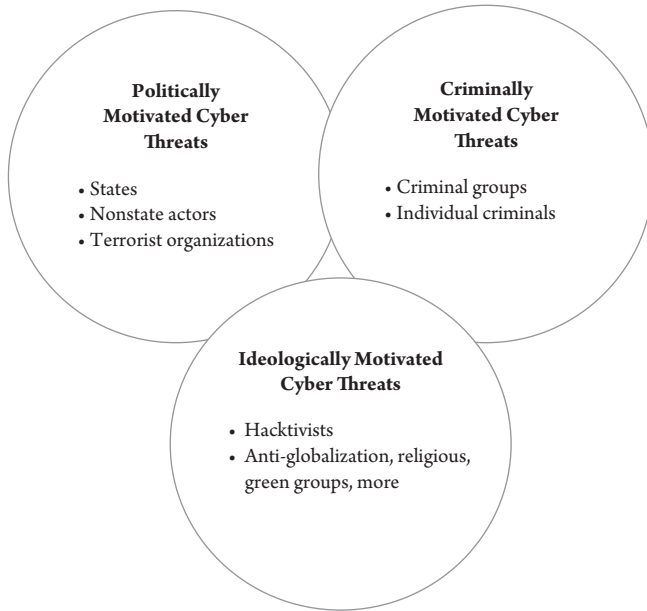 Politically
Motivated Cyber
Threats
• States
• Nonstate actors
• Terrorist organizations
Criminally
Motivated Cyber
Threats
• Criminal groups
• Individual criminals
Ideologically Motivated
Cyber Threats
• Hacktivists
• Anti-globalization, religious,
green groups, more